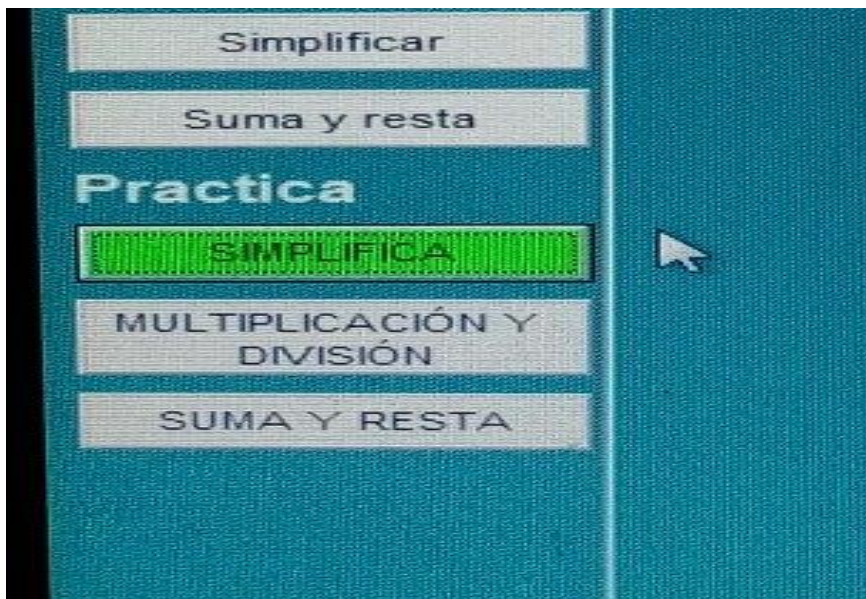 Simplificar
Suma y resta
Practica
SIMPLIFICA
MULTIPLICACIÓN Y
DIVISIÓN
SUMA Y RESTA